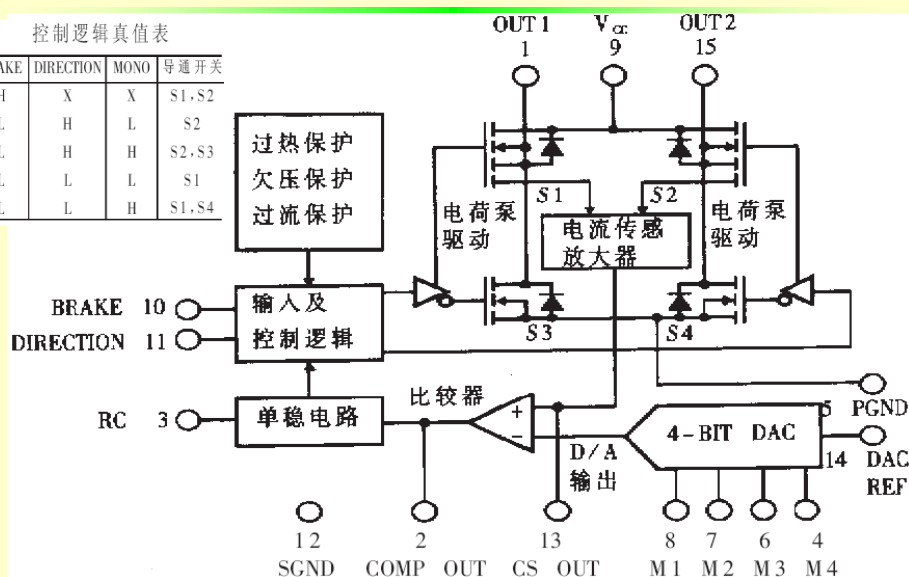 控制逻辑真值表
AKE DIRECTION MONO 导通开关
H X X S1,S2
L H L S2
L H H S2,S3
L L L S1
L L H S1,S4
OUT 1 Vcc OUT 2
1 9 15
过热保护
欠压保护
过流保护
S1 S2
电荷泵
驱动
电流传感
放大器
电荷泵
驱动
BRAKE 10
DIRECTION 11
输入及
控制逻辑
S3 S4
RC 3
单稳电路
比较器
+
−
D/A
输出
4-BIT DAC
5 PGND
14 DAC
REF
12 2 13 8 7 6 4
SGND COMP OUT CS OUT M1 M2 M3 M4